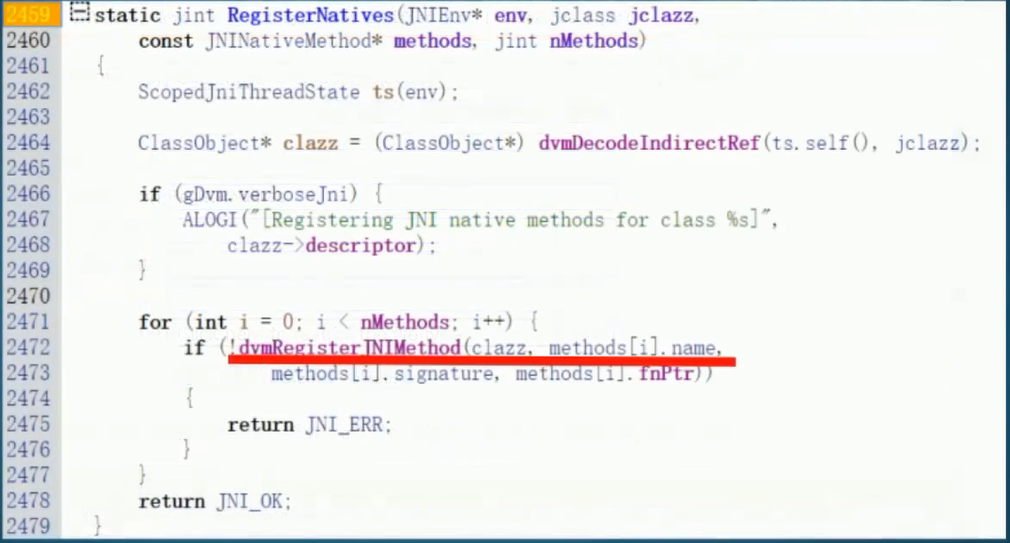 2459 static jint RegisterNatives(JNIEnv* env, jclass jclazz,
2460 const JNINativeMethod* methods, jint nMethods)
2461 {
2462 ScopedJniThreadState ts(env);
2463
2464 ClassObject* clazz = (ClassObject*) dvmDecodeIndirectRef(ts.self(), jclazz);
2465
2466 if (gDvm.verboseJni) {
2467 ALOGI("[Registering JNI native methods for class %s]",
2468 clazz->descriptor);
2469 }
2470
2471 for (int i = 0; i < nMethods; i++) {
2472 if (!dvmRegisterJNIMethod(clazz, methods[i].name,
2473 methods[i].signature, methods[i].fnPtr))
2474 {
2475 return JNI_ERR;
2476 }
2477 }
2478 return JNI_OK;
2479 }